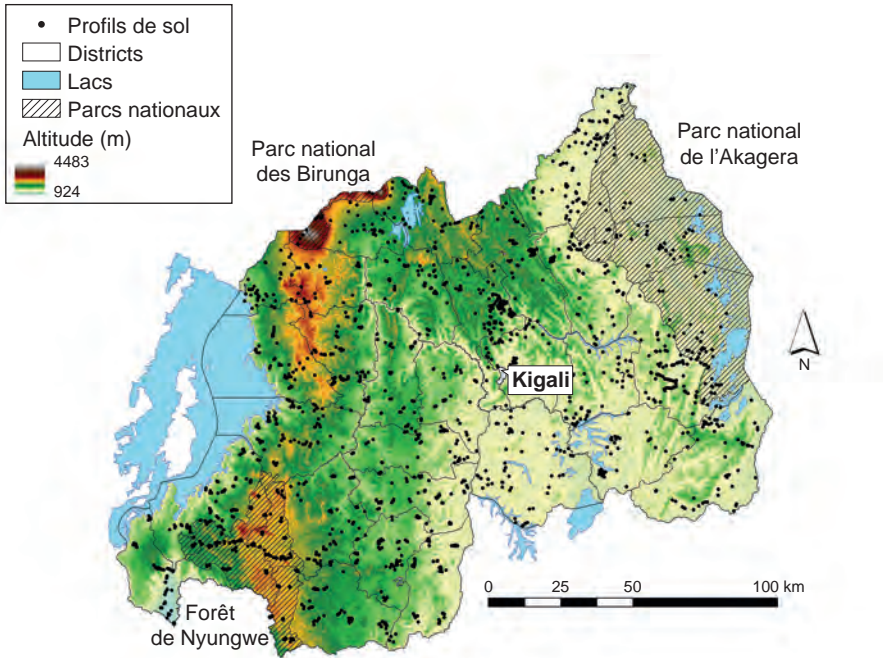 Profils de sol
Districts
Lacs
Parcs nationaux
Altitude (m)
4483
924
Parc national
des Birunga
Parc national
de l'Akagera
N
Kigali
0 25 50 100 km
Forêt
de Nyungwe